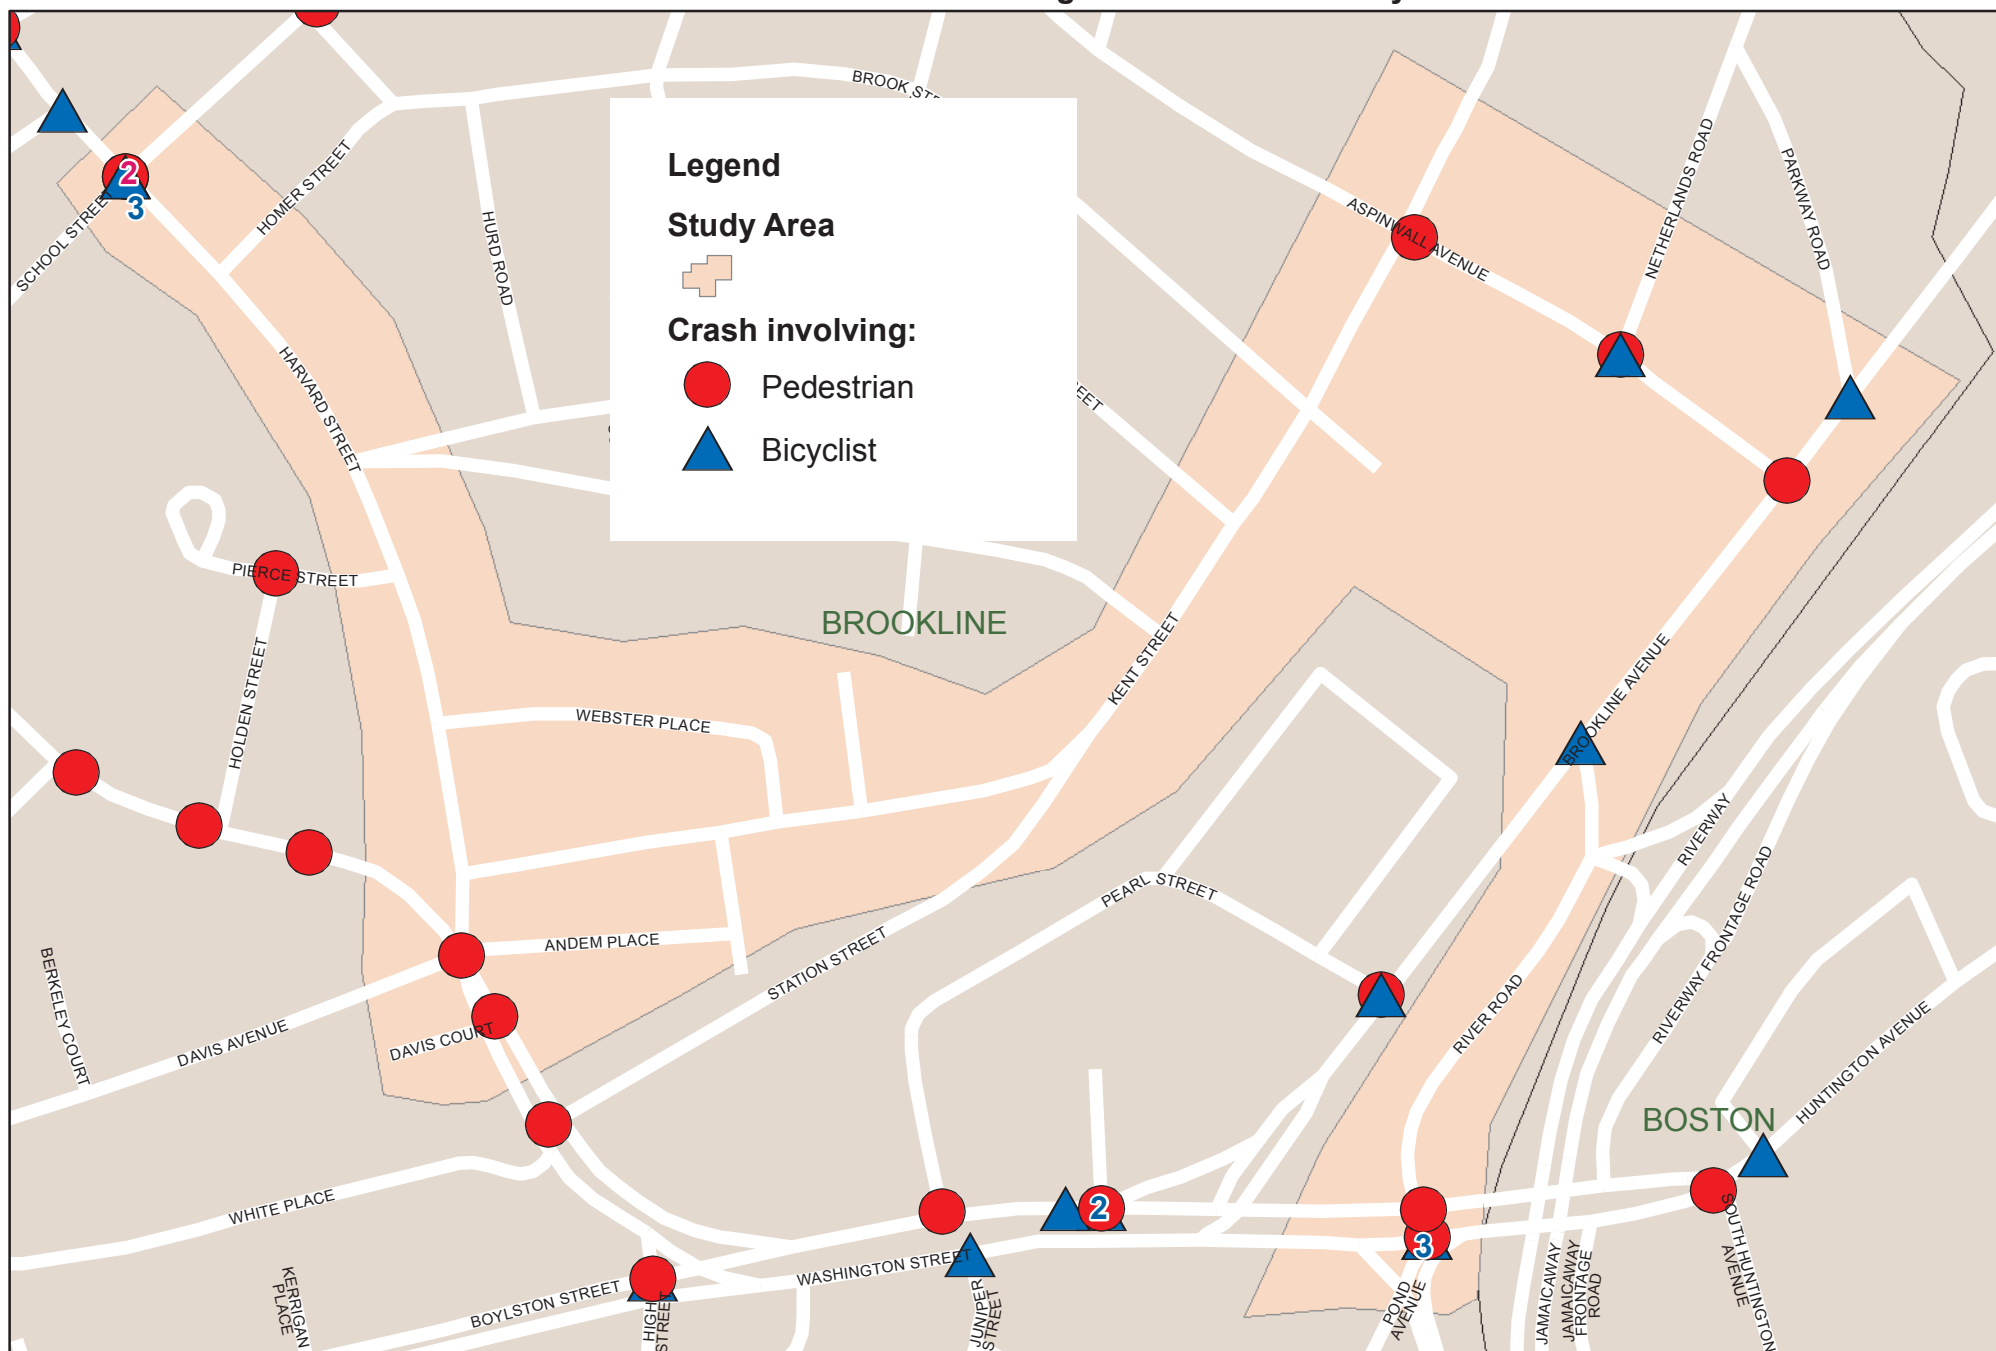 BROOK
HOMER STREET
2
3
SCHOOL STREET
HURD ROAD
Legend
Study Area
Crash involving:
Pedestrian
Bicyclist
ASPINWALL AVENUE
NETHERLANDS ROAD
PARKWAY ROAD
HARVARD STREET
PIERCE STREET
HOLDEN STREET
BROOKLINE
KENT STREET
WEBSTER PLACE
BROOKLINE AVENUE
RIVERWAY
RIVERWAY FRONTAGE ROAD
PEARL STREET
ANDEM PLACE
STATION STREET
BERKELEY COURT
DAVIS AVENUE
DAVIS COURT
RIVER ROAD
HUNTINGTON AVENUE
BOSTON
WHITE PLACE
2
3
WASHINGTON STREET
BOYLSTON STREET
KERRIGAN
PLACE
HIGH
STREET
JUNIPER
STREET
POND
AVENUE
JAMAICAWAY
JAMAICAWAY
FRONTAGE
ROAD
SOUTH HUNTINGTON
AVENUE